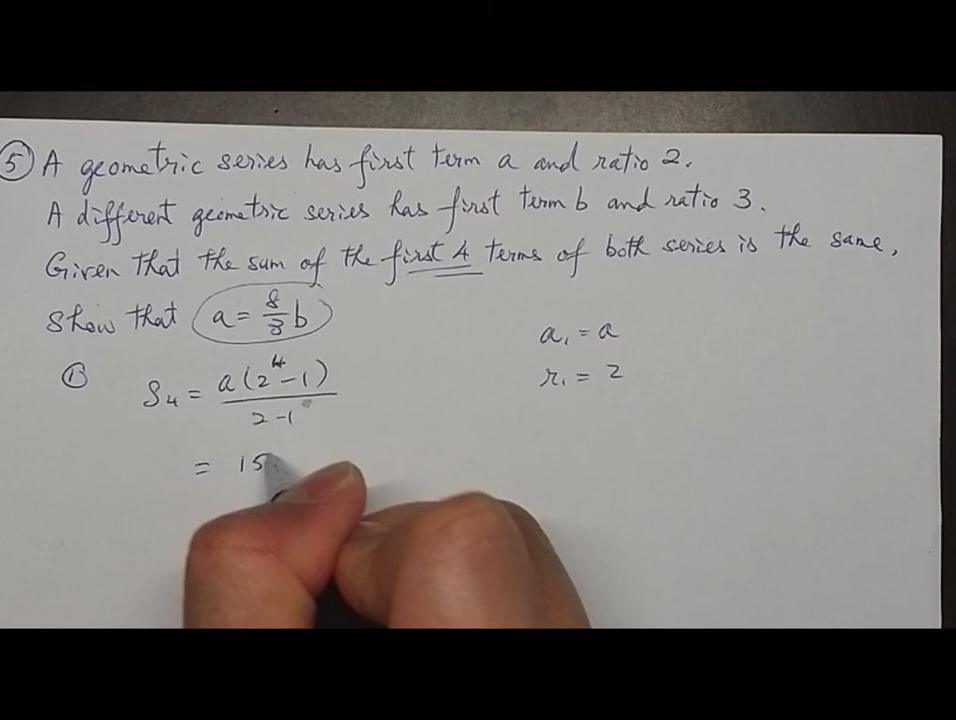 ⑤ A geometric series has first term a and ratio 2.
A different geometric series has first term b and ratio 3.
Given that the sum of the first 4 terms of both series is the same,
show that a = 8/3 b
a₁ = a
r₁ = 2
① S₄ = a(2⁴-1)/2-1
= 15